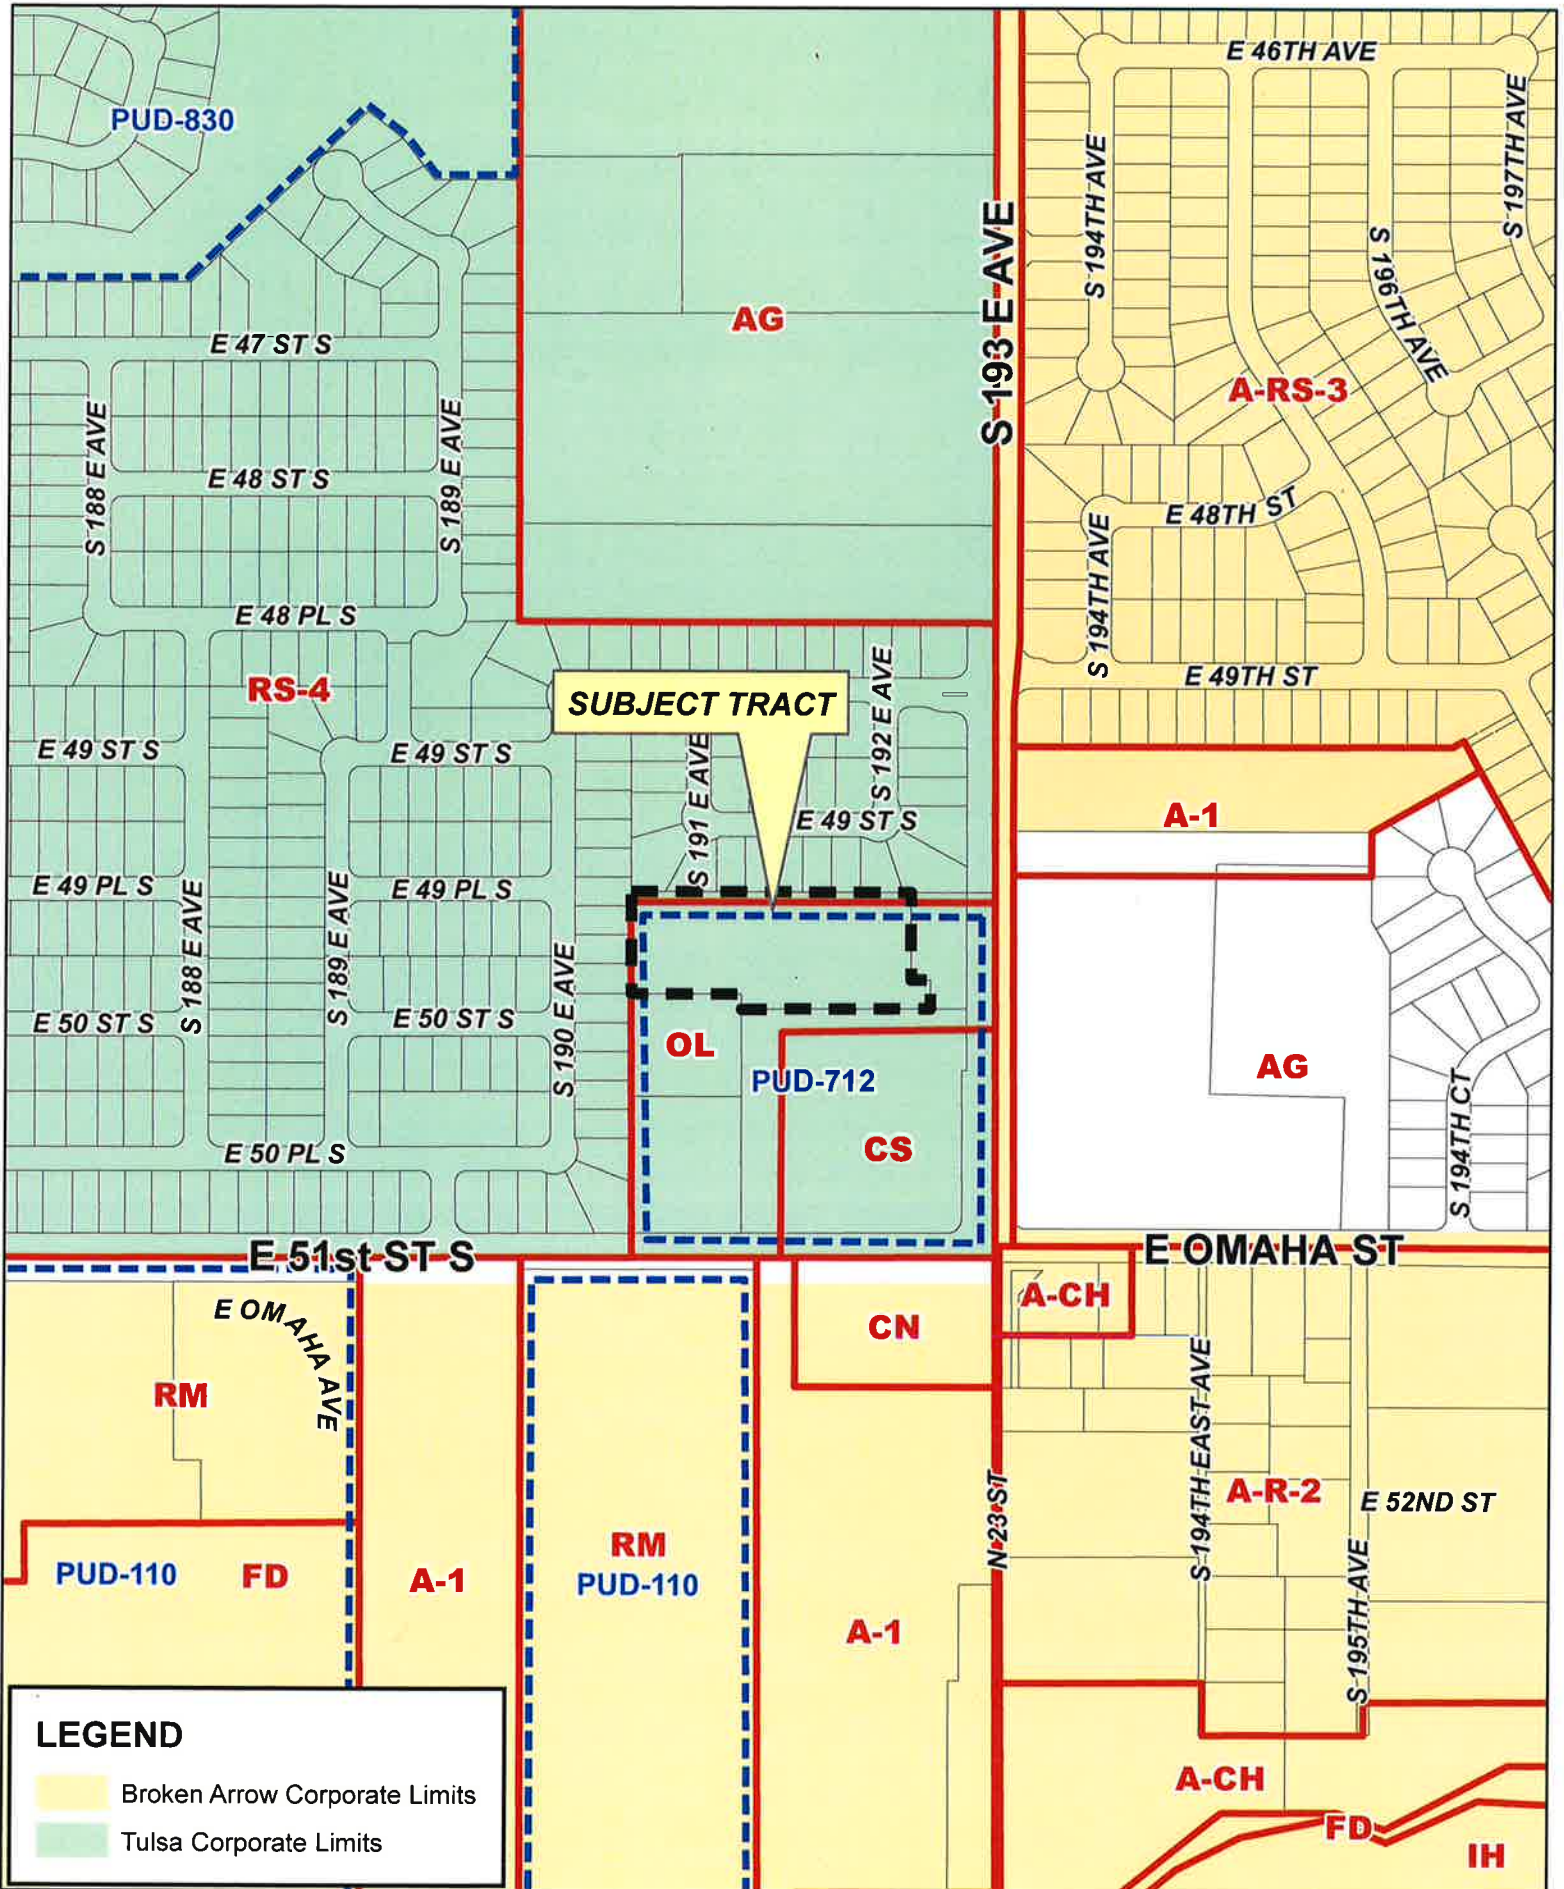 E 46TH AVE
PUD-830
S 194TH AVE
S 197TH AVE
S 193 E AVE
S 196TH AVE
AG
E 47 ST S
A-RS-3
S 188 E AVE
S 189 E AVE
E 48 ST S
E 48TH ST
S 194TH AVE
E 48 PL S
RS-4
E 49TH ST
SUBJECT TRACT
S 192 E AVE
E 49 ST S
E 49 ST S
S 191 E AVE
E 49 ST S
A-1
E 49 PL S
E 49 PL S
S 188 E AVE
S 189 E AVE
S 190 E AVE
E 50 ST S
E 50 ST S
OL
PUD-712
AG
CS
S 194TH CT
E 50 PL S
E 51st ST S
E OMAHA ST
E OMAHA AVE
A-CH
CN
RM
S 194TH EAST AVE
N 23 ST
A-R-2
E 52ND ST
RM
PUD-110
PUD-110
FD
A-1
A-1
S 195TH AVE
LEGEND
Broken Arrow Corporate Limits
Tulsa Corporate Limits
A-CH
FD
IH